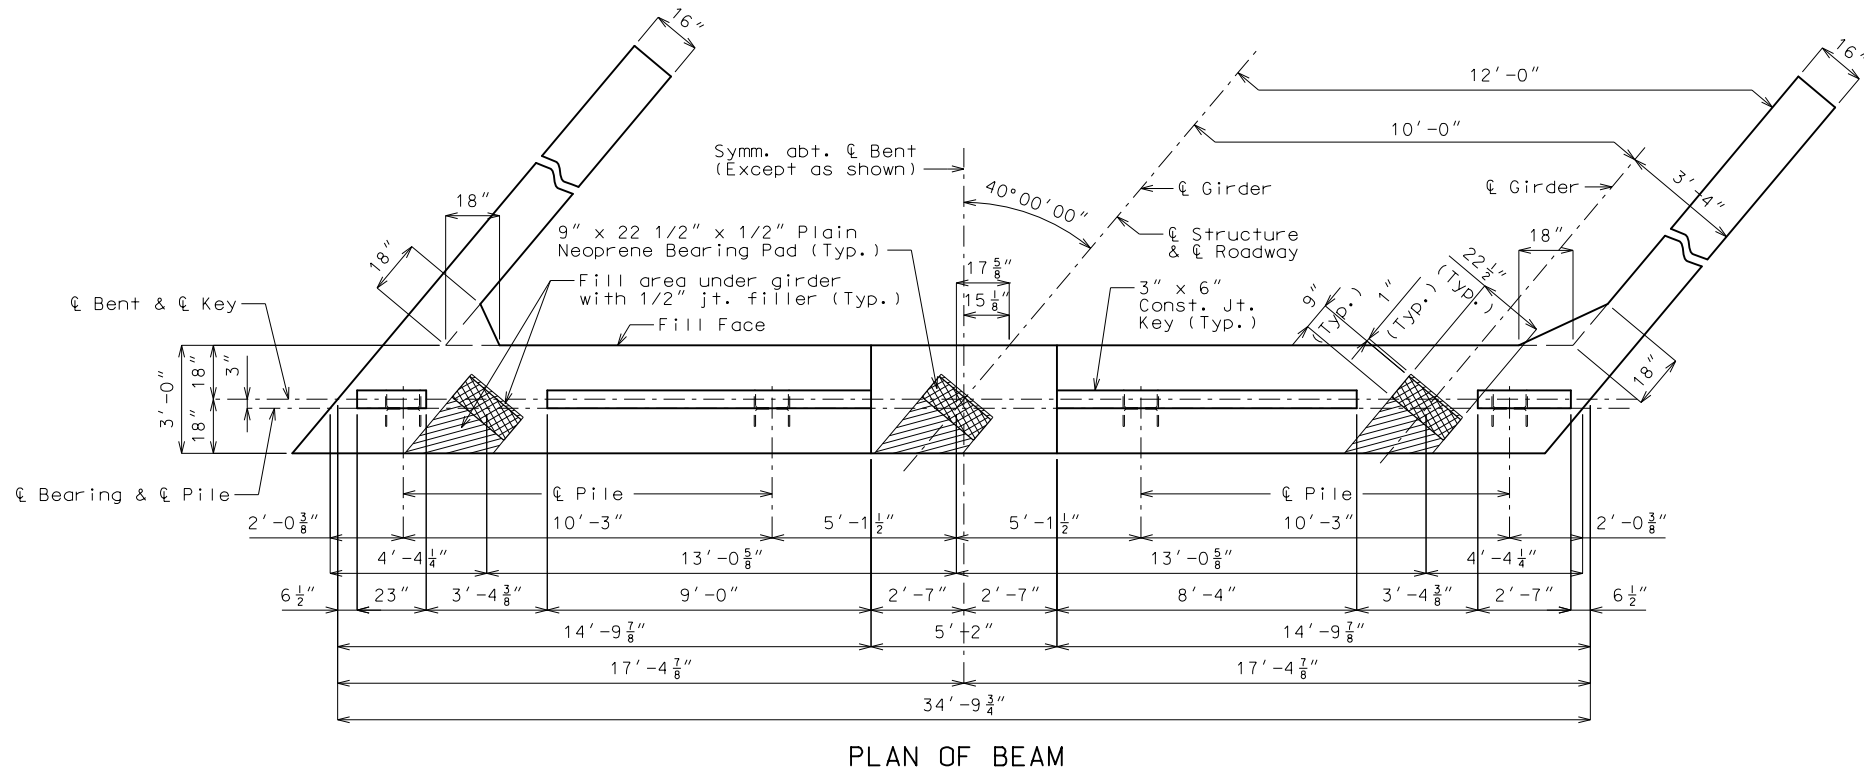 16"
16"
12'-0"
10'-0"
Symm. abt. ℄ Bent
(Except as shown)
40°00'00"
℄ Girder
℄ Girder
3'-4"
18"
18"
9" x 22 1/2" x 1/2" Plain
Neoprene Bearing Pad (Typ.)
℄ Structure
& ℄ Roadway
18"
22 1/2"
(Typ.)
1"
(Typ.)
9"
(Typ.)
17 5/8"
15 1/8"
Fill area under girder
with 1/2" jt. filler (Typ.)
3" x 6"
Const. Jt.
Key (Typ.)
℄ Bent & ℄ Key
Fill Face
3'-0"
18"
3"
18"
18"
℄ Bearing & ℄ Pile
℄ Pile
℄ Pile
2'-0 3/8"
10'-3"
5'-1 1/2"
5'-1 1/2"
10'-3"
2'-0 3/8"
4'-4 1/4"
13'-0 5/8"
13'-0 5/8"
4'-4 1/4"
6 1/2"
23"
3'-4 3/8"
9'-0"
2'-7"
2'-7"
8'-4"
3'-4 3/8"
2'-7"
6 1/2"
14'-9 7/8"
5'-2"
14'-9 7/8"
17'-4 7/8"
17'-4 7/8"
34'-9 3/4"
PLAN OF BEAM